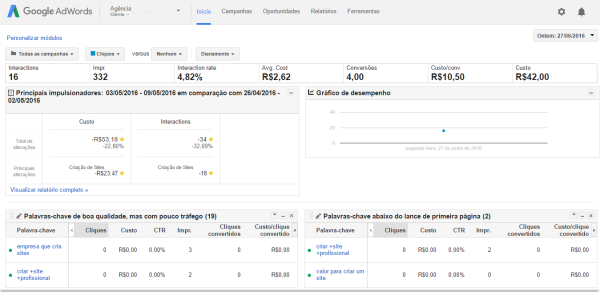 Google AdWords
Agência
Cliente
Início Campanhas Oportunidades Relatórios Ferramentas
Personalizar módulos
Ontem: 27/06/2016
Todas as campanhas Cliques versus Nenhum Diariamente
Interactions Impr. Interaction rate Avg. Cost Conversões Custo/conv. Custo
16 332 4,82% R$2,62 4,00 R$10,50 R$42,00
Principais impulsionadores: 03/05/2016 - 09/05/2016 em comparação com 26/04/2016 - 02/05/2016
Custo Interactions
Total de alterações
-R$53,18 -34
-22,80% -32,69%
Principais alterações
Criação de Sites Criação de Sites
-R$23,47 -18
Visualizar relatório completo »
Gráfico de desempenho
40
20
0
segunda-feira, 27 de junho de 2016
Palavras-chave de boa qualidade, mas com pouco tráfego (19)
Palavra-chave Cliques Custo CTR Impr. Cliques convertidos Custo/clique convertido
empresa que cria sites 0 R$0,00 0,00% 3 0 R$0,00
criar +site +profissional 0 R$0,00 0,00% 2 0 R$0,00
Palavras-chave abaixo do lance de primeira página (2)
Palavra-chave Cliques Custo CTR Impr. Cliques convertidos Custo/clique convertido
criar +site +profissional 0 R$0,00 0,00% 2 0 R$0,00
valor para criar um site 0 R$0,00 0,00% 0 0 R$0,00